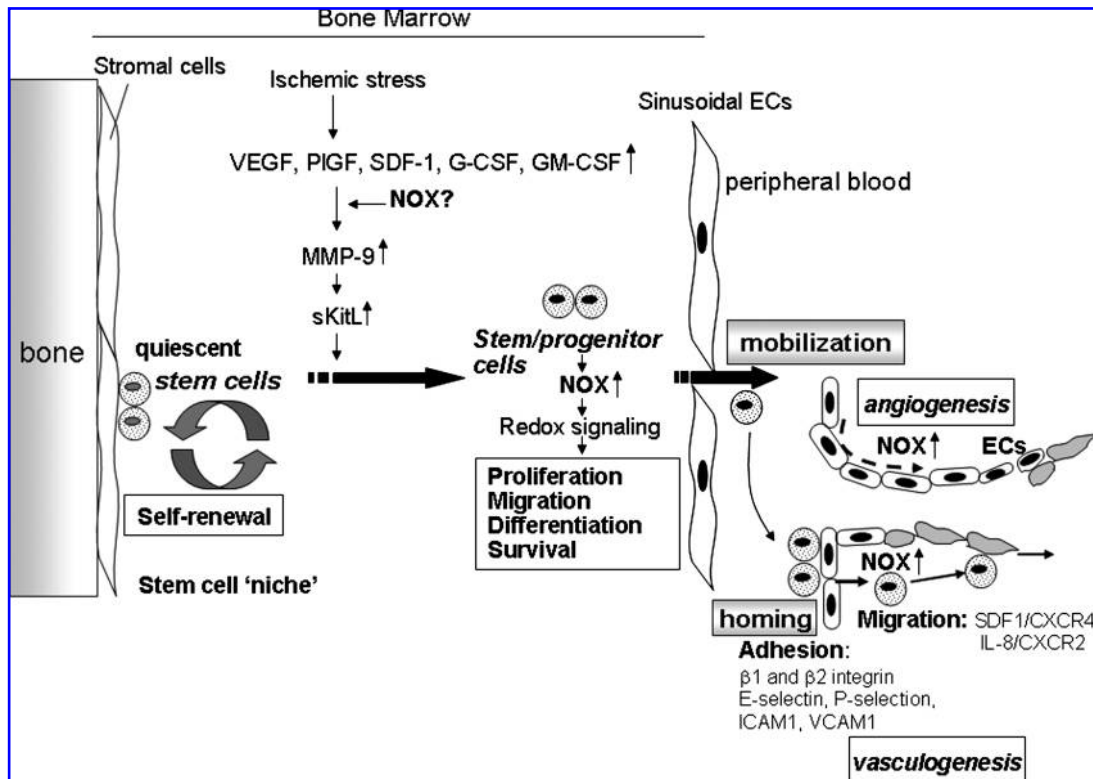 Bone Marrow
Stromal cells
Ischemic stress
Sinusoidal ECs
VEGF, PlGF, SDF-1, G-CSF, GM-CSF
peripheral blood
NOX?
MMP-9
sKitL
bone
quiescent
stem cells
Stem/progenitor
cells
mobilization
NOX
Redox signaling
angiogenesis
NOX
ECs
Proliferation
Migration
Differentiation
Survival
Self-renewal
Stem cell ‘niche’
NOX
homing
Migration: SDF1/CXCR4
IL-8/CXCR2
Adhesion:
β1 and β2 integrin
E-selectin, P-selection,
ICAM1, VCAM1
vasculogenesis